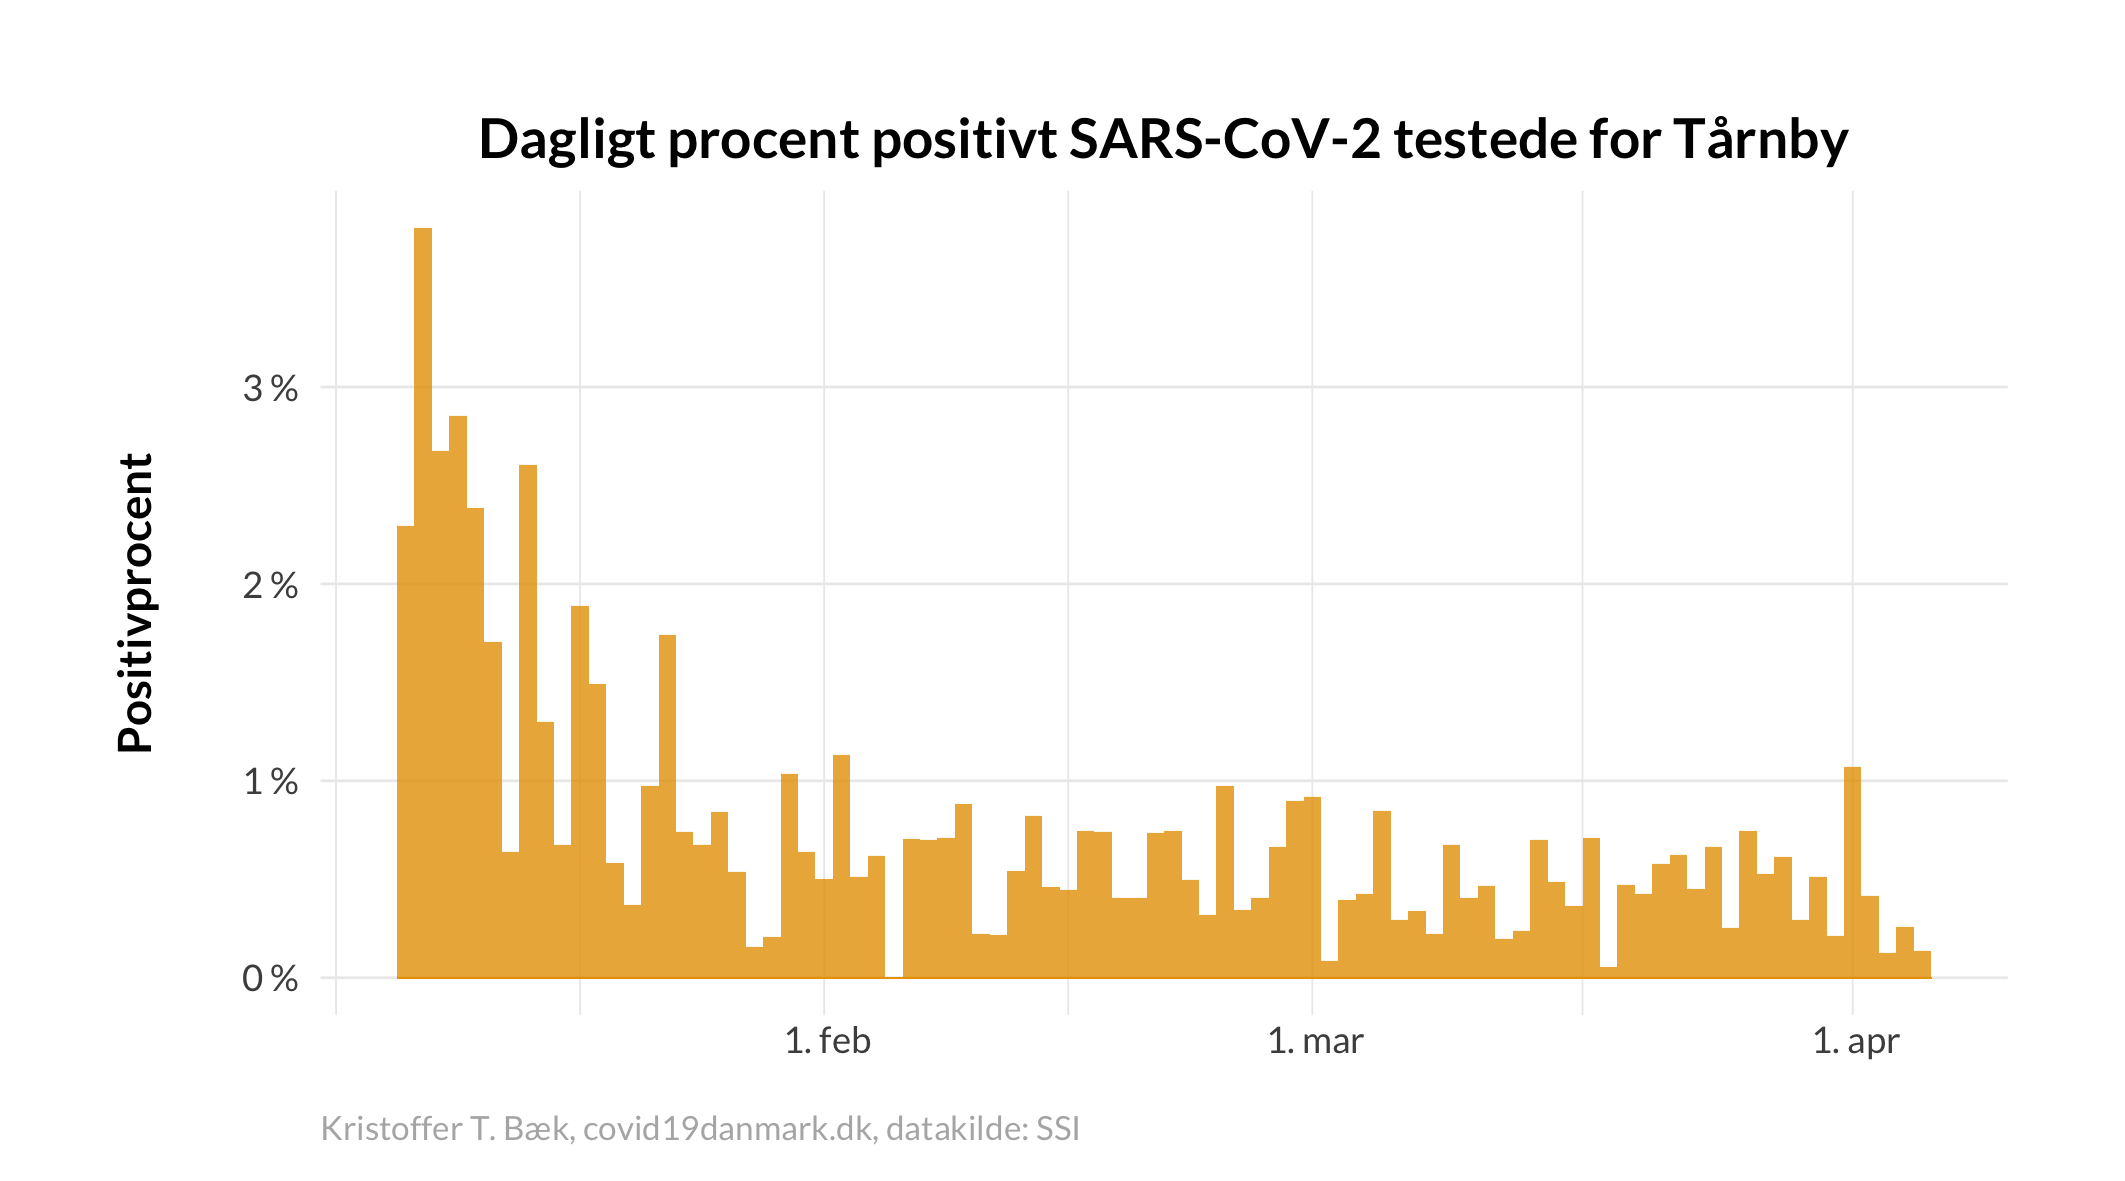 Dagligt procent positivt SARS-CoV-2 testede for Tårnby
Positivprocent
3 %
2 %
1 %
0 %
1. feb
1. mar
1. apr
Kristoffer T. Bæk, covid19danmark.dk, datakilde: SSI